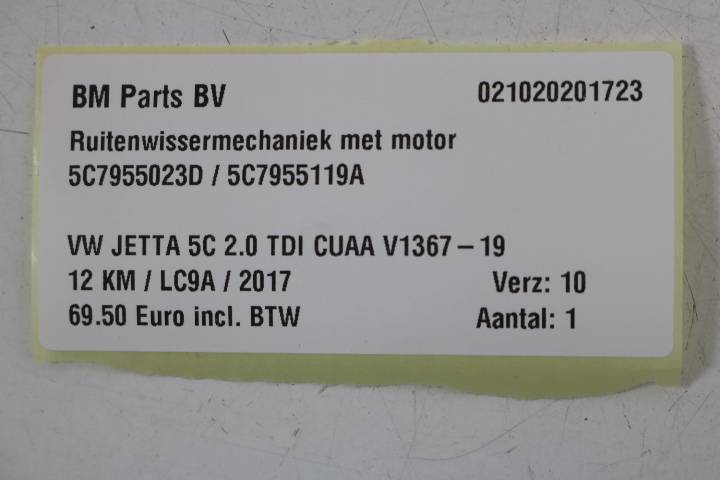 BM Parts BV 021020201723
Ruitenwissermechaniek met motor
5C7955023D / 5C7955119A
VW JETTA 5C 2.0 TDI CUAA V1367 – 19
12 KM / LC9A / 2017 Verz: 10
69.50 Euro incl. BTW Aantal: 1